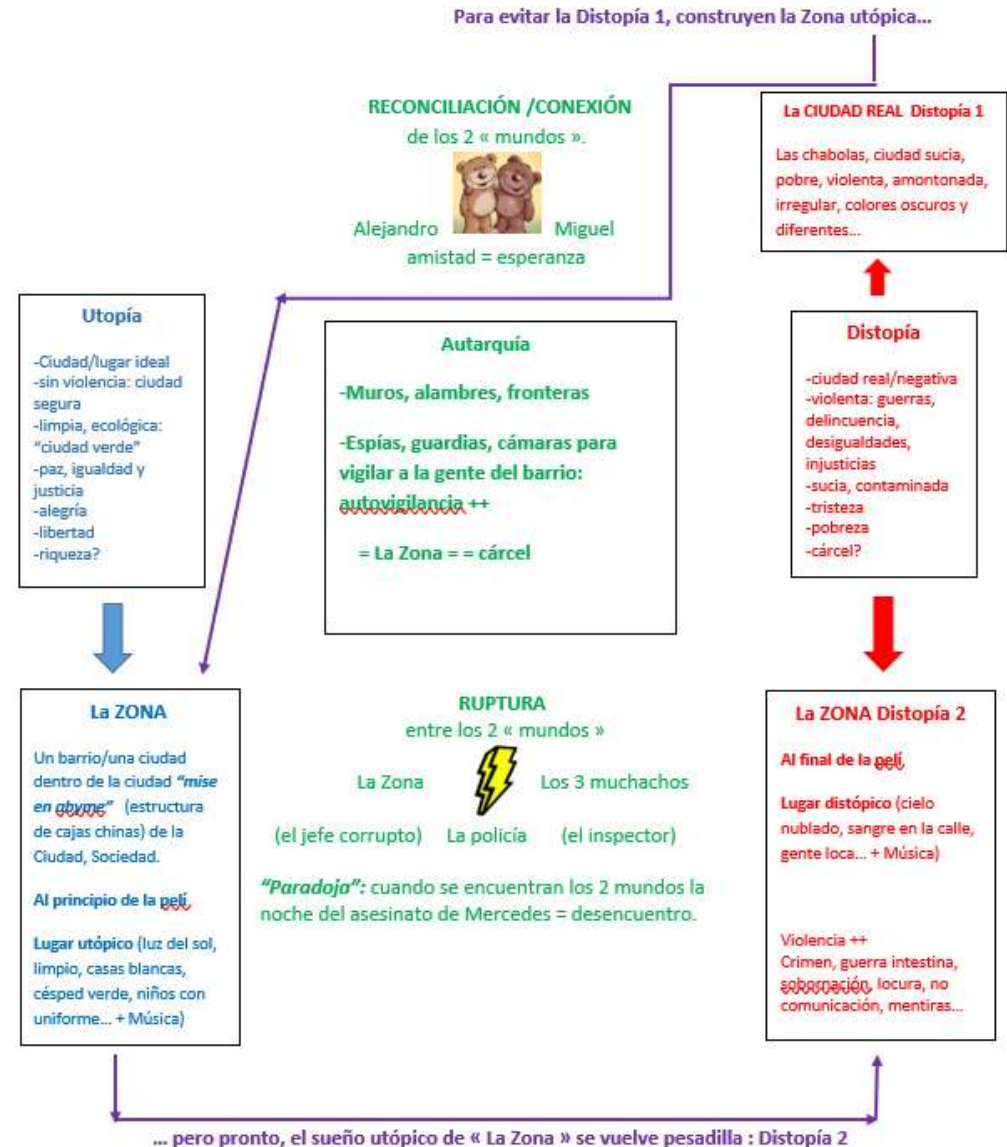 Para evitar la Distopía 1, construyen la Zona utópica...
RECONCILIACIÓN /CONEXIÓN
de los 2 « mundos ».
Alejandro Miguel
amistad = esperanza
La CIUDAD REAL Distopía 1
Las chabolas, ciudad sucia,
pobre, violenta, amontonada,
irregular, colores oscuros y
diferentes...
Utopía
-Ciudad/lugar ideal
-sin violencia: ciudad
segura
-limpia, ecológica:
“ciudad verde”
-paz, igualdad y
justicia
-alegría
-libertad
-riqueza?
Autarquía
-Muros, alambres, fronteras
-Espías, guardias, cámaras para
vigilar a la gente del barrio:
autovigilancia ++
= La Zona = = cárcel
Distopía
-ciudad real/negativa
-violenta: guerras,
delincuencia,
desigualdades,
injusticias
-sucia, contaminada
-tristeza
-pobreza
-cárcel?
La ZONA
Un barrio/una ciudad
dentro de la ciudad “mise
en abyme” (estructura
de cajas chinas) de la
Ciudad, Sociedad.
Al principio de la pelí
Lugar utópico (luz del sol,
limpio, casas blancas,
césped verde, niños con
uniforme... + Música)
RUPTURA
entre los 2 « mundos »
La Zona Los 3 muchachos
(el jefe corrupto) La policía (el inspector)
“Paradoja”: cuando se encuentran los 2 mundos la
noche del asesinato de Mercedes = desencuentro.
La ZONA Distopía 2
Al final de la pelí
Lugar distópico (cielo
nublado, sangre en la calle,
gente loca... + Música)
Violencia ++
Crimen, guerra intestina,
sobornación, locura, no
comunicación, mentiras...
... pero pronto, el sueño utópico de « La Zona » se vuelve pesadilla : Distopía 2